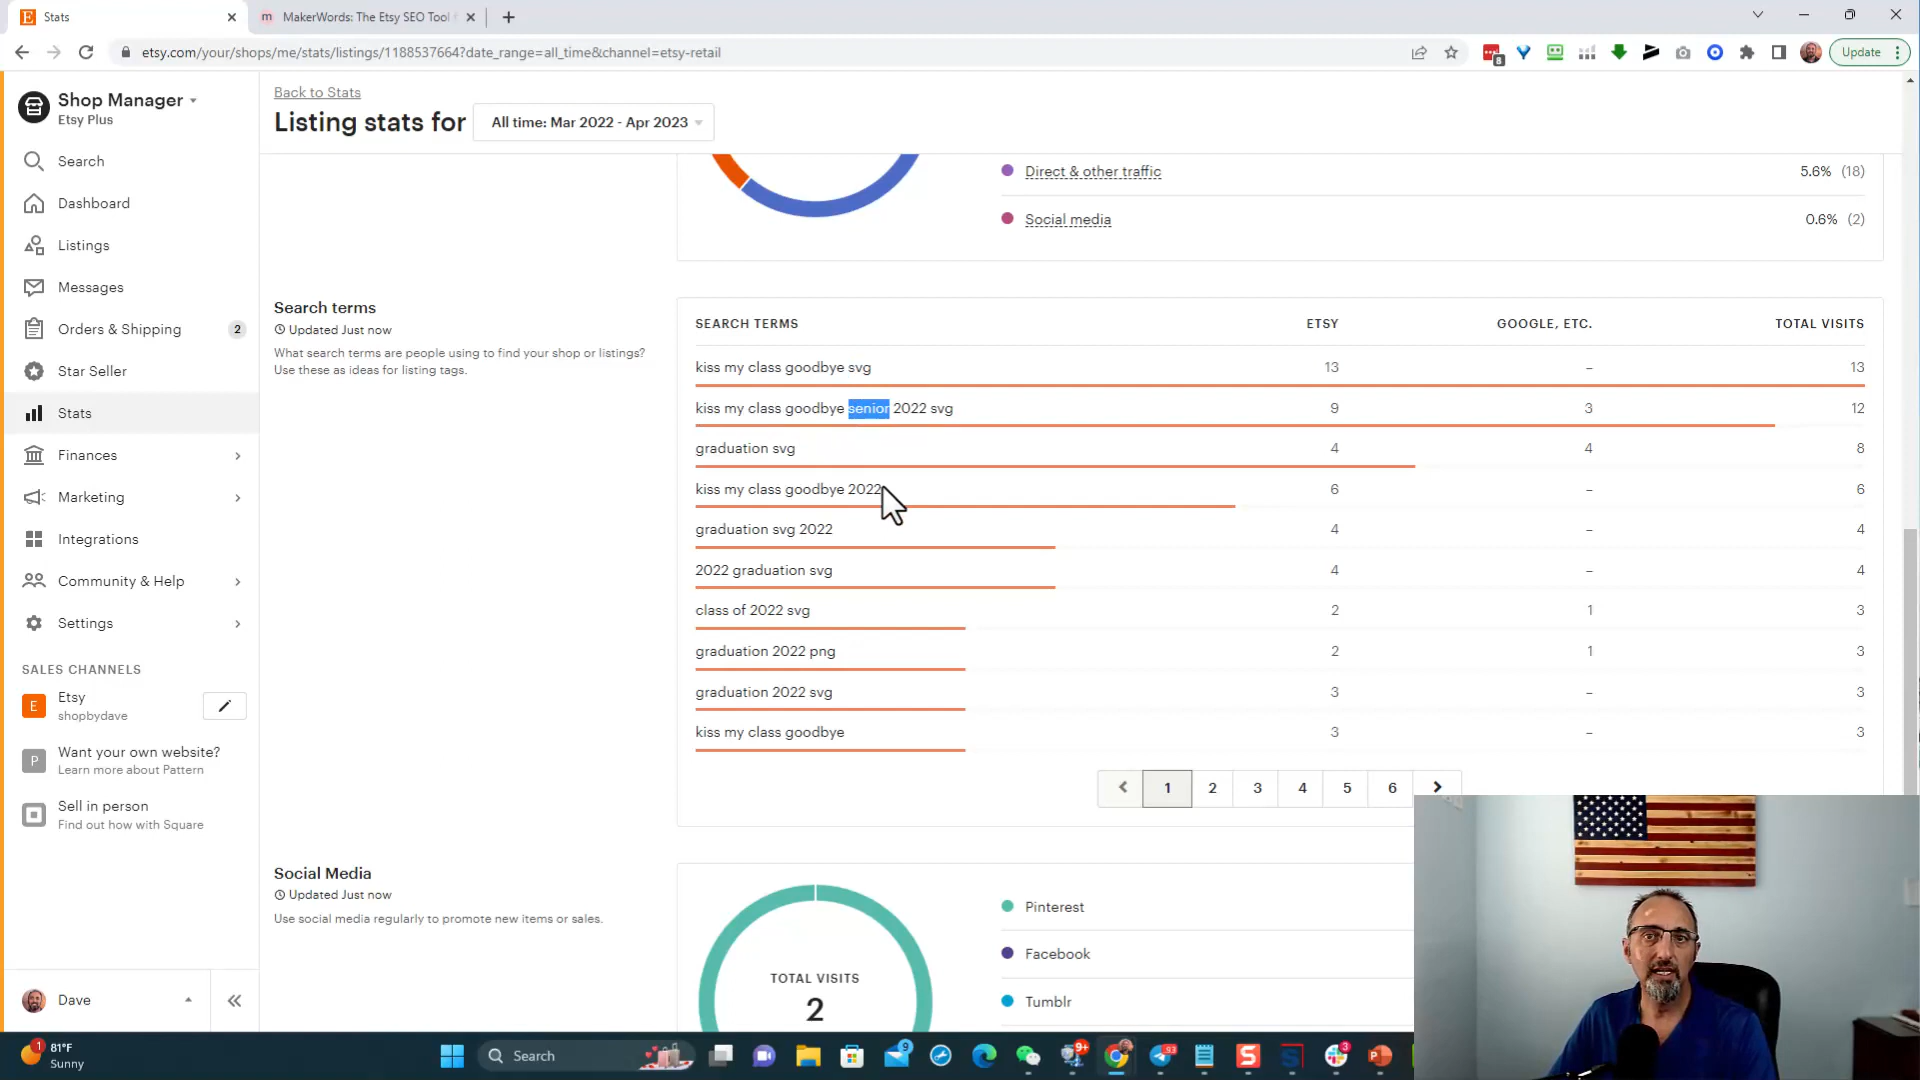 Stats
MakerWords: The Etsy SEO Tool
etsy.com/your/shops/me/stats/listings/1188537664?date_range=all_time&channel=etsy-retail
8
Update
Shop Manager
Etsy Plus
Search
Dashboard
Listings
Messages
Orders & Shipping 2
Star Seller
Stats
Finances
Marketing
Integrations
Community & Help
Settings
SALES CHANNELS
E
Etsy
shopbydave
P
Want your own website?
Learn more about Pattern
Sell in person
Find out how with Square
Dave
Back to Stats
Listing stats for All time: Mar 2022 - Apr 2023
Direct & other traffic 5.6% (18)
Social media 0.6% (2)
Search terms
Updated Just now
What search terms are people using to find your shop or listings?
Use these as ideas for listing tags.
SEARCH TERMS ETSY GOOGLE, ETC. TOTAL VISITS
kiss my class goodbye svg 13 – 13
kiss my class goodbye senior 2022 svg 9 3 12
graduation svg 4 4 8
kiss my class goodbye 2022 6 – 6
graduation svg 2022 4 – 4
2022 graduation svg 4 – 4
class of 2022 svg 2 1 3
graduation 2022 png 2 1 3
graduation 2022 svg 3 – 3
kiss my class goodbye 3 – 3
1 2 3 4 5 6
Social Media
Updated Just now
Use social media regularly to promote new items or sales.
TOTAL VISITS
2
Pinterest
Facebook
Tumblr
1
81°F
Sunny
Search
9
9+
93
3